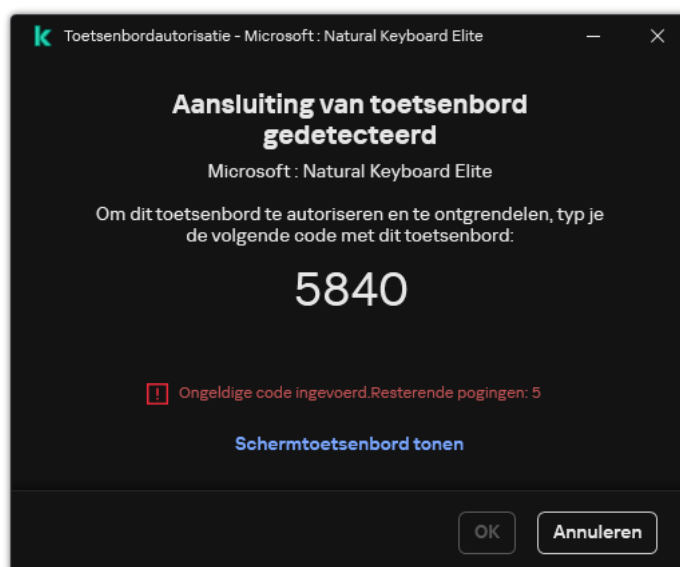 Toetsenbordautorisatie - Microsoft : Natural Keyboard Elite
Aansluiting van toetsenbord
gedetecteerd
Microsoft : Natural Keyboard Elite
Om dit toetsenbord te autoriseren en te ontgrendelen, typ je
de volgende code met dit toetsenbord:
5840
Ongeldige code ingevoerd.Resterende pogingen: 5
Schermtoetsenbord tonen
OK Annuleren